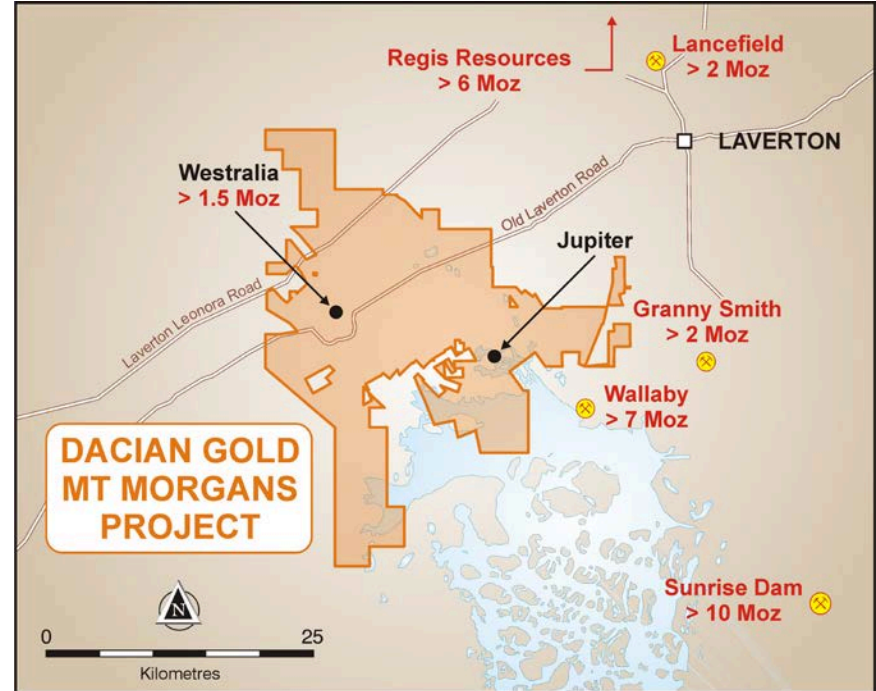 Regis Resources
> 6 Moz
Lancefield
> 2 Moz
LAVERTON
Westralia
> 1.5 Moz
Old Laverton Road
Jupiter
Laverton Leonora Road
Granny Smith
> 2 Moz
Wallaby
> 7 Moz
DACIAN GOLD
MT MORGANS
PROJECT
Sunrise Dam
> 10 Moz
N
0
25
Kilometres